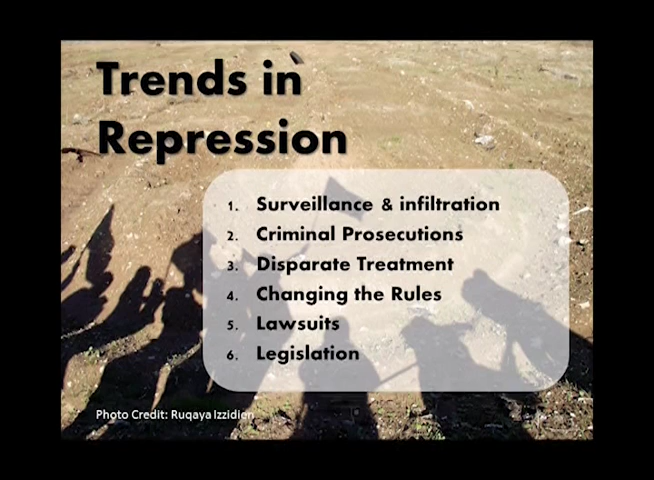 Trends in
Repression
1. Surveillance & infiltration
2. Criminal Prosecutions
3. Disparate Treatment
4. Changing the Rules
5. Lawsuits
6. Legislation
Photo Credit: Ruqaya Izzidien